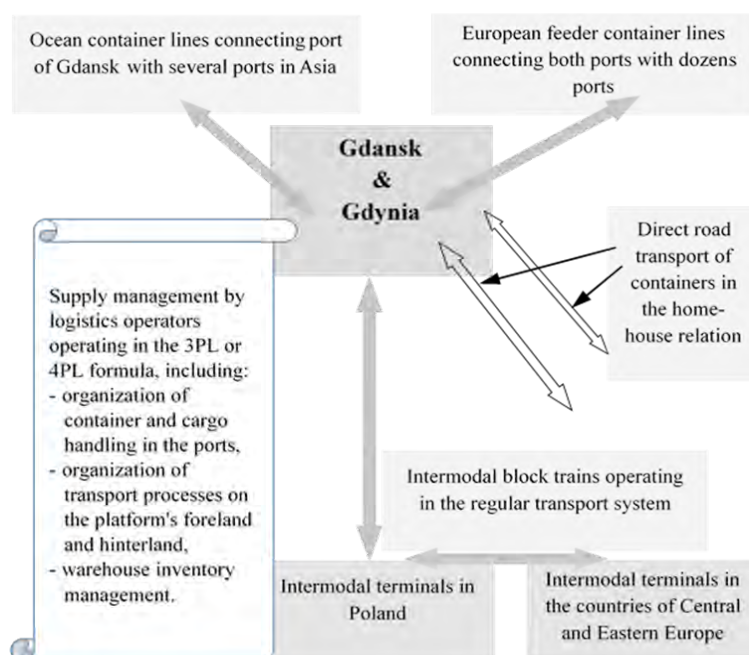 Ocean container lines connecting port
of Gdansk with several ports in Asia
European feeder container lines
connecting both ports with dozens
ports
Gdansk
&
Gdynia
Direct road
transport of
containers in
the home-
house relation
Supply management by
logistics operators
operating in the 3PL or
4PL formula, including:
- organization of
container and cargo
handling in the ports,
- organization of
transport processes on
the platform's foreland
and hinterland,
- warehouse inventory
management.
Intermodal block trains operating
in the regular transport system
Intermodal terminals in
Poland
Intermodal terminals in
the countries of Central
and Eastern Europe